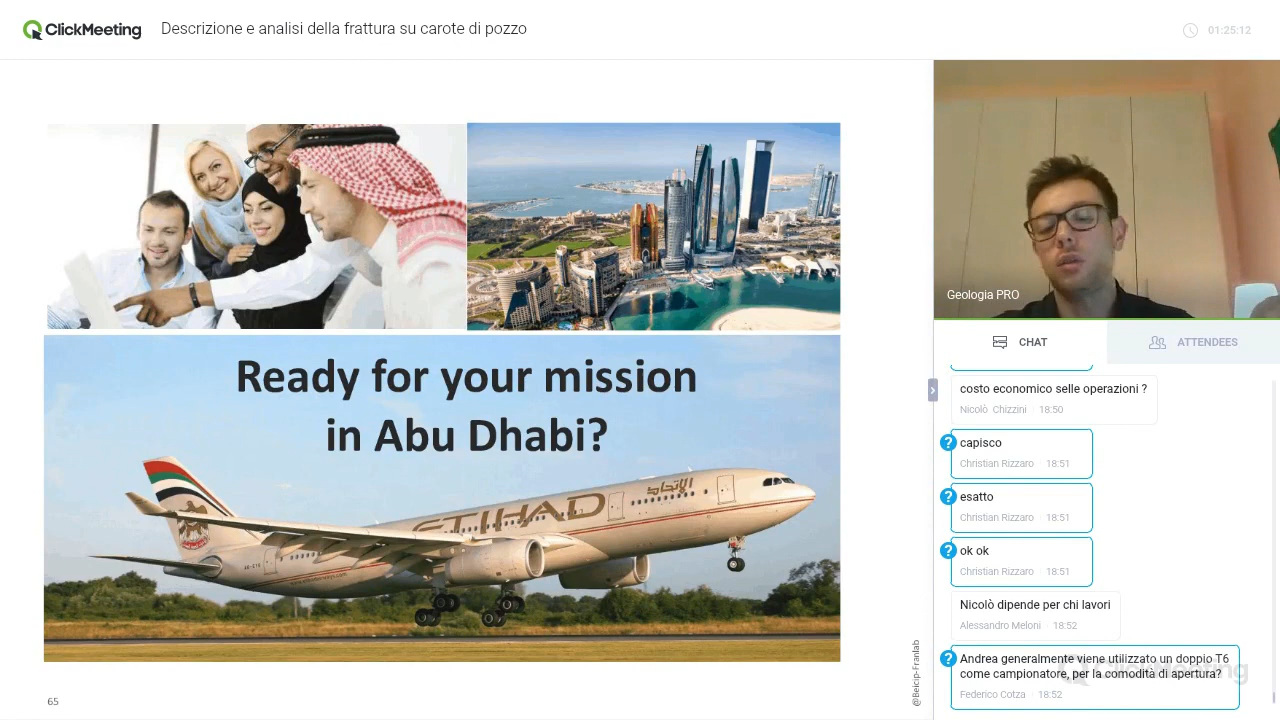 ClickMeeting
Descrizione e analisi della frattura su carote di pozzo
01:25:12
Ready for your mission
in Abu Dhabi?
ETIHAD
الاتحاد
65
@Beicip-Franlab
Geologia PRO
CHAT
ATTENDEES
costo economico selle operazioni ?
Nicolò Chizzini · 18:50
? capisco
Christian Rizzaro · 18:51
? esatto
Christian Rizzaro · 18:51
? ok ok
Christian Rizzaro · 18:51
Nicolò dipende per chi lavori
Alessandro Meloni · 18:52
? Andrea generalmente viene utilizzato un doppio T6
come campionatore, per la comodità di apertura?
Federico Cotza · 18:52
ClickMeeting